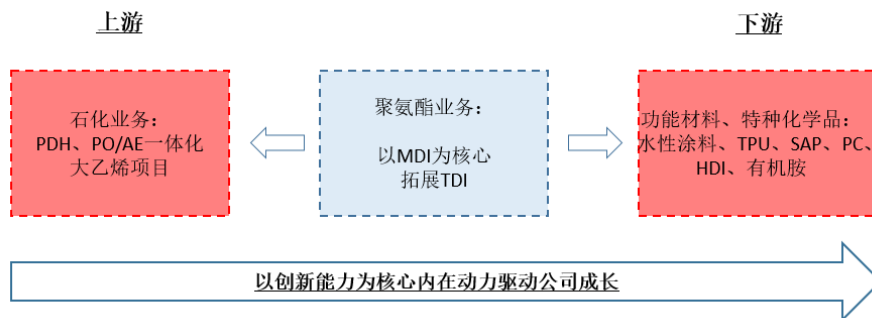 上游
下游
石化业务：
PDH、PO/AE一体化
大乙烯项目
聚氨酯业务：
以MDI为核心
拓展TDI
功能材料、特种化学品：
水性涂料、TPU、SAP、PC、
HDI、有机胺
以创新能力为核心内在动力驱动公司成长